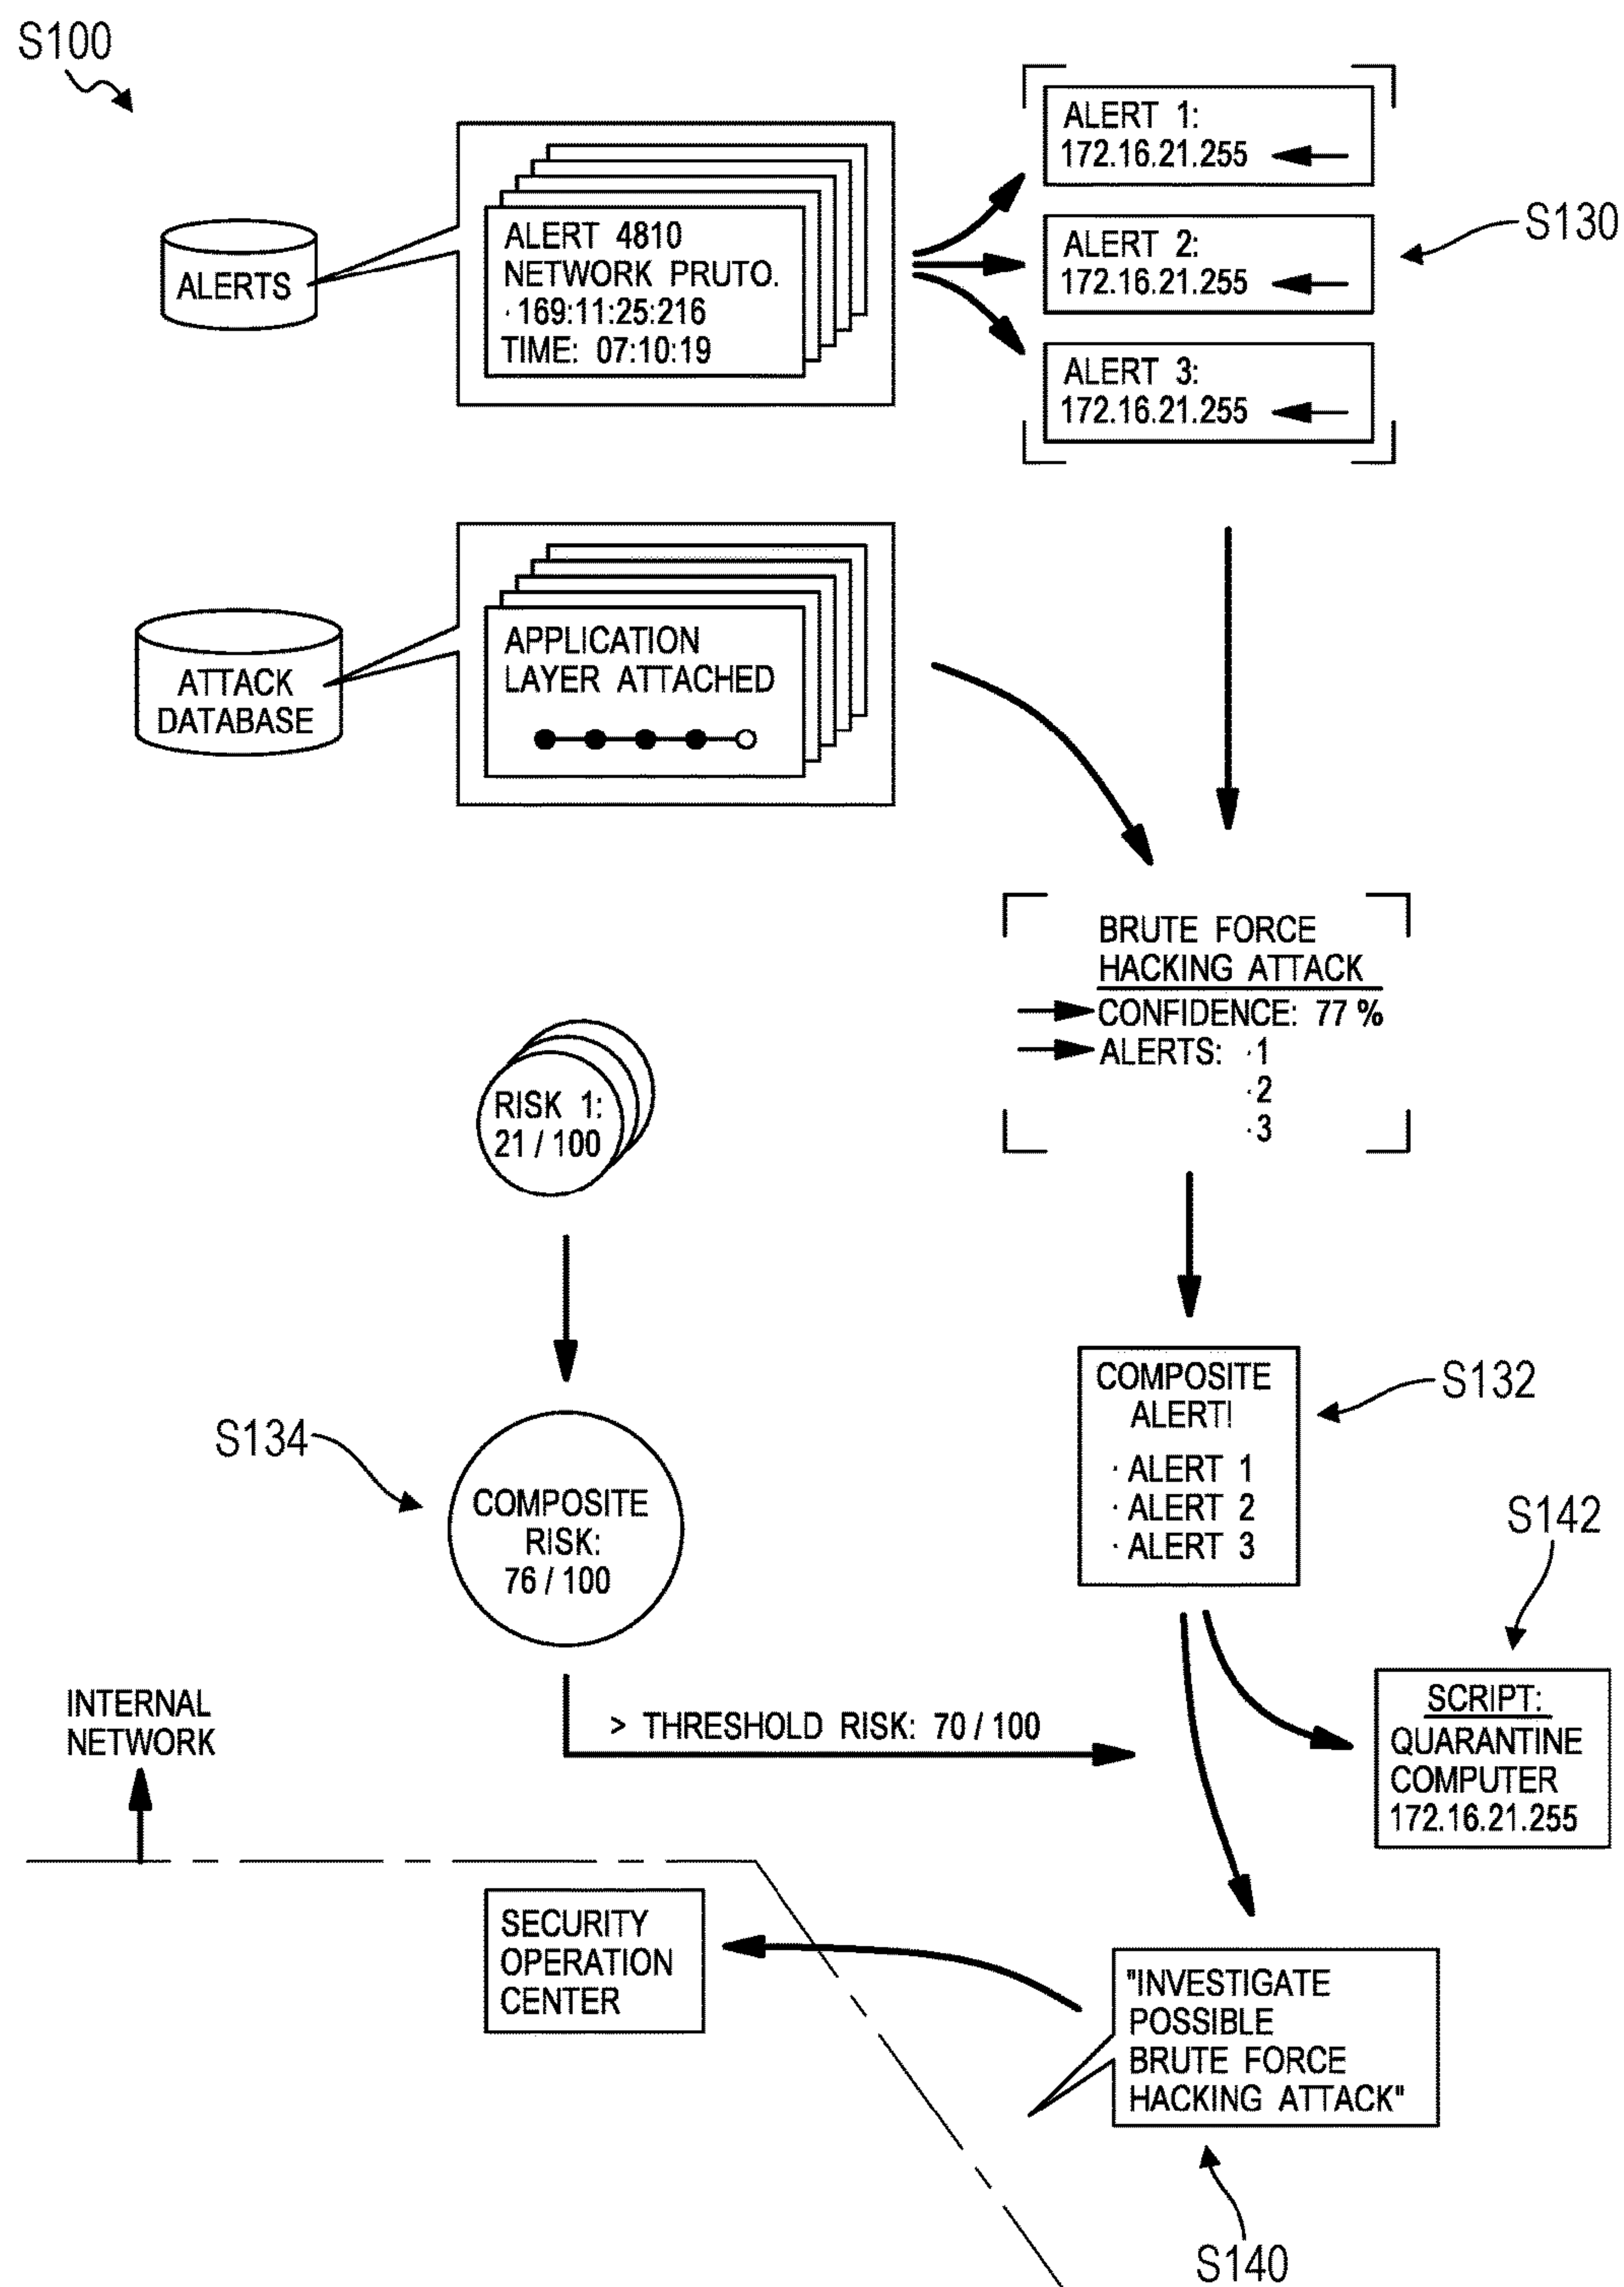 S100
ALERTS
ALERT 4810
NETWORK PRUTO.
· 169:11:25:216
TIME: 07:10:19
ALERT 1:
172.16.21.255
ALERT 2:
172.16.21.255
ALERT 3:
172.16.21.255
S130
ATTACK
DATABASE
APPLICATION
LAYER ATTACHED
BRUTE FORCE
HACKING ATTACK
CONFIDENCE: 77 %
ALERTS: ·1
·2
·3
RISK 1:
21 / 100
S134
COMPOSITE
RISK:
76 / 100
COMPOSITE
ALERT!
· ALERT 1
· ALERT 2
· ALERT 3
S132
S142
SCRIPT:
QUARANTINE
COMPUTER
172.16.21.255
> THRESHOLD RISK: 70 / 100
INTERNAL
NETWORK
SECURITY
OPERATION
CENTER
"INVESTIGATE
POSSIBLE
BRUTE FORCE
HACKING ATTACK"
S140